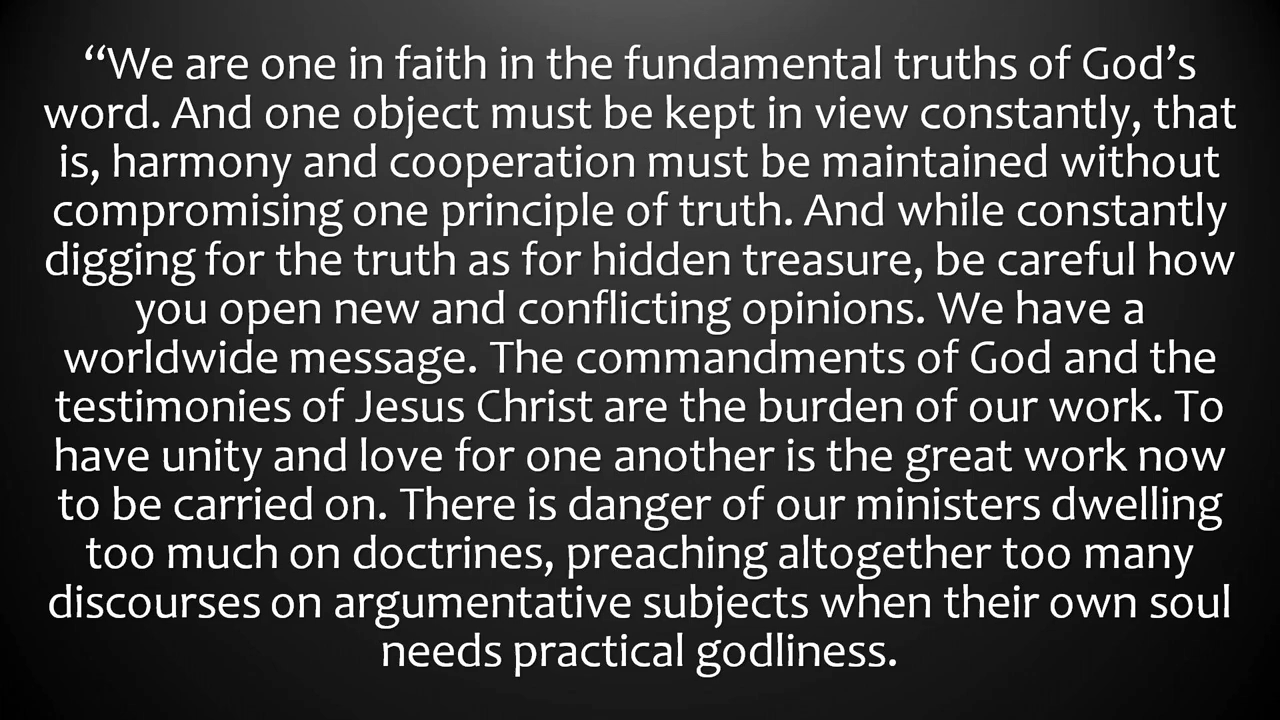 “We are one in faith in the fundamental truths of God’s
word. And one object must be kept in view constantly, that
is, harmony and cooperation must be maintained without
compromising one principle of truth. And while constantly
digging for the truth as for hidden treasure, be careful how
you open new and conflicting opinions. We have a
worldwide message. The commandments of God and the
testimonies of Jesus Christ are the burden of our work. To
have unity and love for one another is the great work now
to be carried on. There is danger of our ministers dwelling
too much on doctrines, preaching altogether too many
discourses on argumentative subjects when their own soul
needs practical godliness.